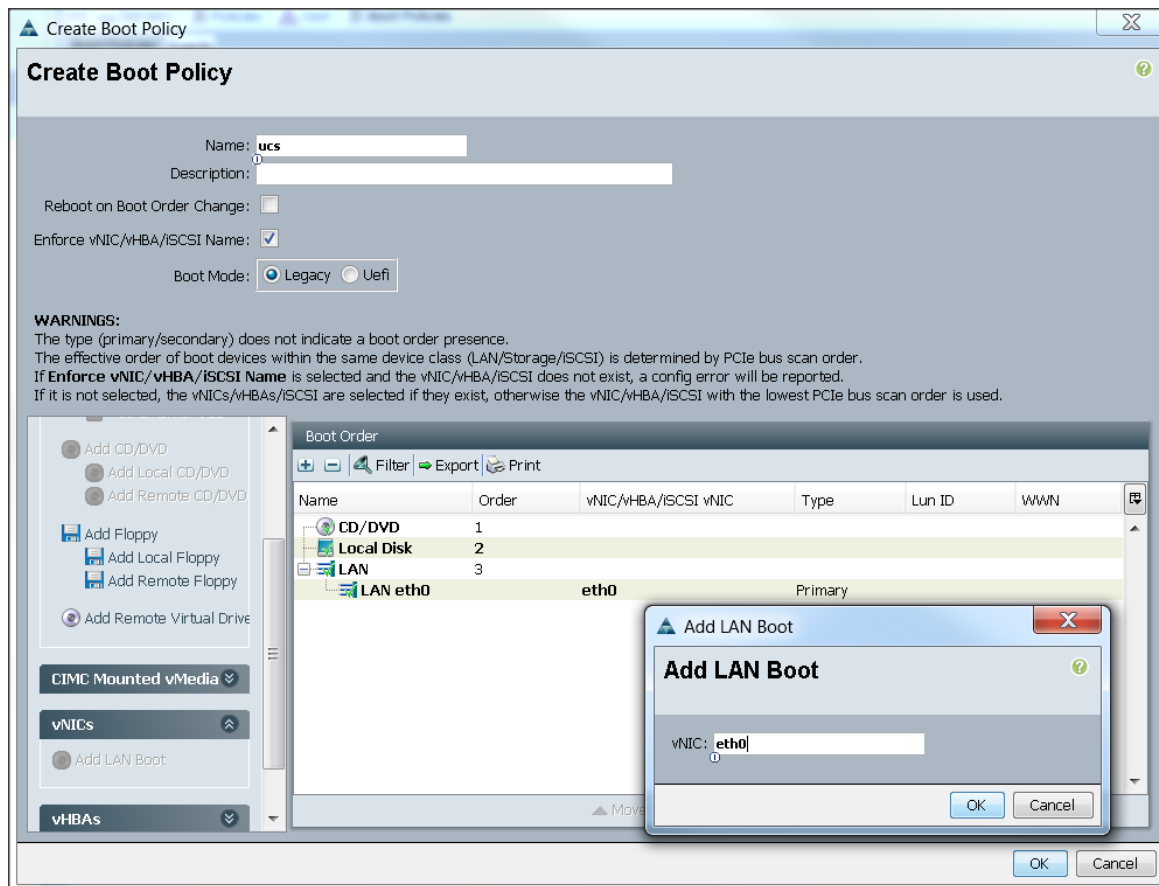 Create Boot Policy
Create Boot Policy
Name: ucs
Description:
Reboot on Boot Order Change:
Enforce vNIC/vHBA/iSCSI Name:
Boot Mode: Legacy Uefi
WARNINGS:
The type (primary/secondary) does not indicate a boot order presence.
The effective order of boot devices within the same device class (LAN/Storage/iSCSI) is determined by PCIe bus scan order.
If Enforce vNIC/vHBA/iSCSI Name is selected and the vNIC/vHBA/iSCSI does not exist, a config error will be reported.
If it is not selected, the vNICs/vHBAs/iSCSI are selected if they exist, otherwise the vNIC/vHBA/iSCSI with the lowest PCIe bus scan order is used.
Add CD/DVD
Add Local CD/DVD
Add Remote CD/DVD
Add Floppy
Add Local Floppy
Add Remote Floppy
Add Remote Virtual Drive
CIMC Mounted vMedia
vNICs
Add LAN Boot
vHBAs
Boot Order
Filter Export Print
Name Order vNIC/vHBA/iSCSI vNIC Type Lun ID WWN
CD/DVD 1
Local Disk 2
LAN 3
LAN eth0 eth0 Primary
Move
Add LAN Boot
Add LAN Boot
vNIC: eth0
OK Cancel
OK Cancel